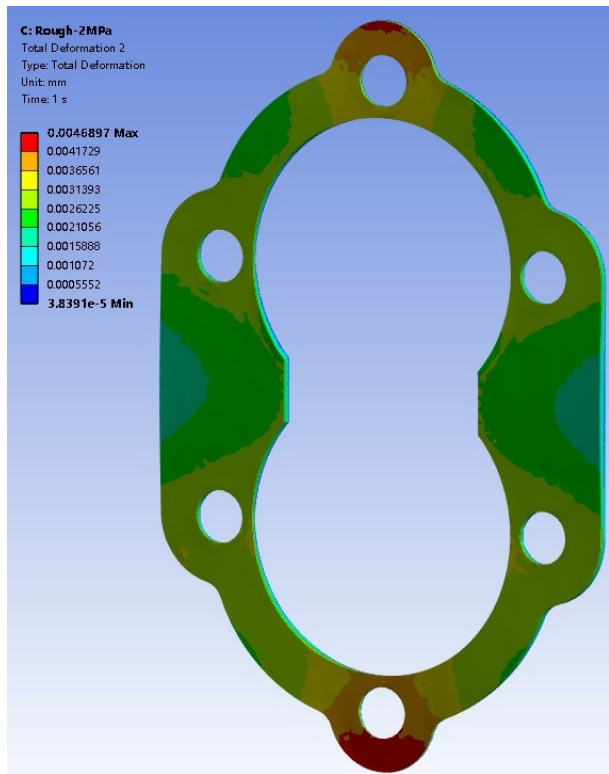 C: Rough-2MPa
Total Deformation 2
Type: Total Deformation
Unit: mm
Time: 1 s
0.0046897 Max
0.0041729
0.0036561
0.0031393
0.0026225
0.0021056
0.0015888
0.001072
0.0005552
3.8391e-5 Min